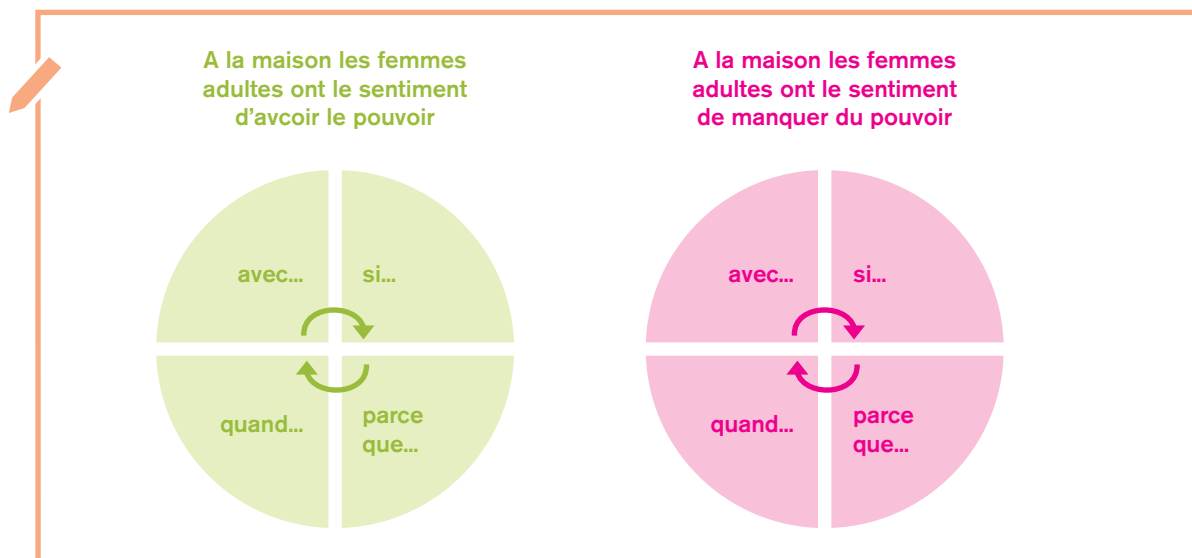 A la maison les femmes
adultes ont le sentiment
d'avcoir le pouvoir
avec...
si...
quand...
parce
que...
A la maison les femmes
adultes ont le sentiment
de manquer du pouvoir
avec...
si...
quand...
parce
que...